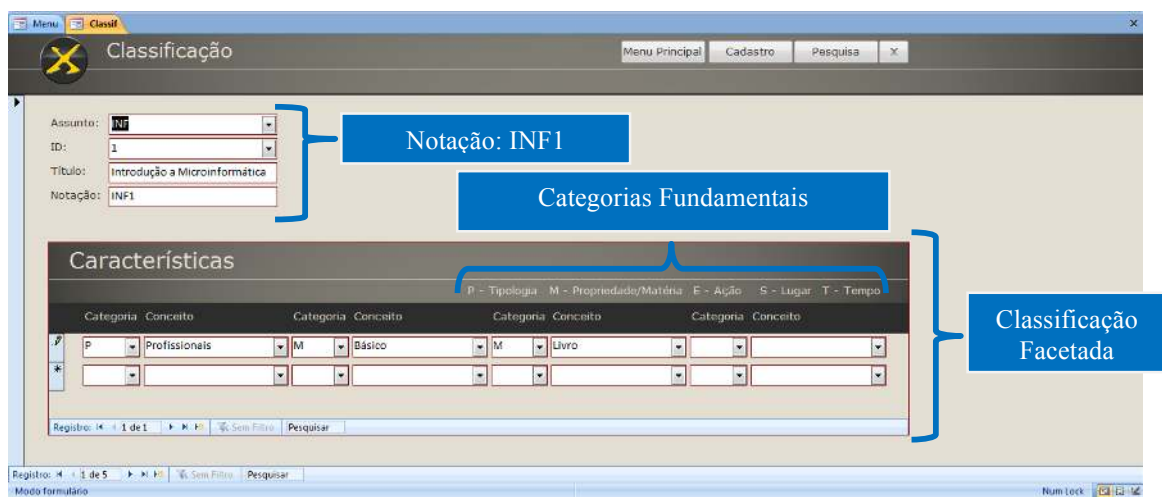 Menu Classif x
Classificação Menu Principal Cadastro Pesquisa X
Assunto: INF
ID: 1
Título: Introdução a Microinformática
Notação: INF1
Notação: INF1
Categorias Fundamentais
Características
P - Tipologia M - Propriedade/Matéria E - Ação S - Lugar T - Tempo
Categoria Conceito Categoria Conceito Categoria Conceito Categoria Conceito
P Profissionais M Básico M Livro
Classificação
Facetada
Registro: 1 de 1 Sem Filtro Pesquisar
Registro: 1 de 5 Sem Filtro Pesquisar
Modo formulário Num Lock